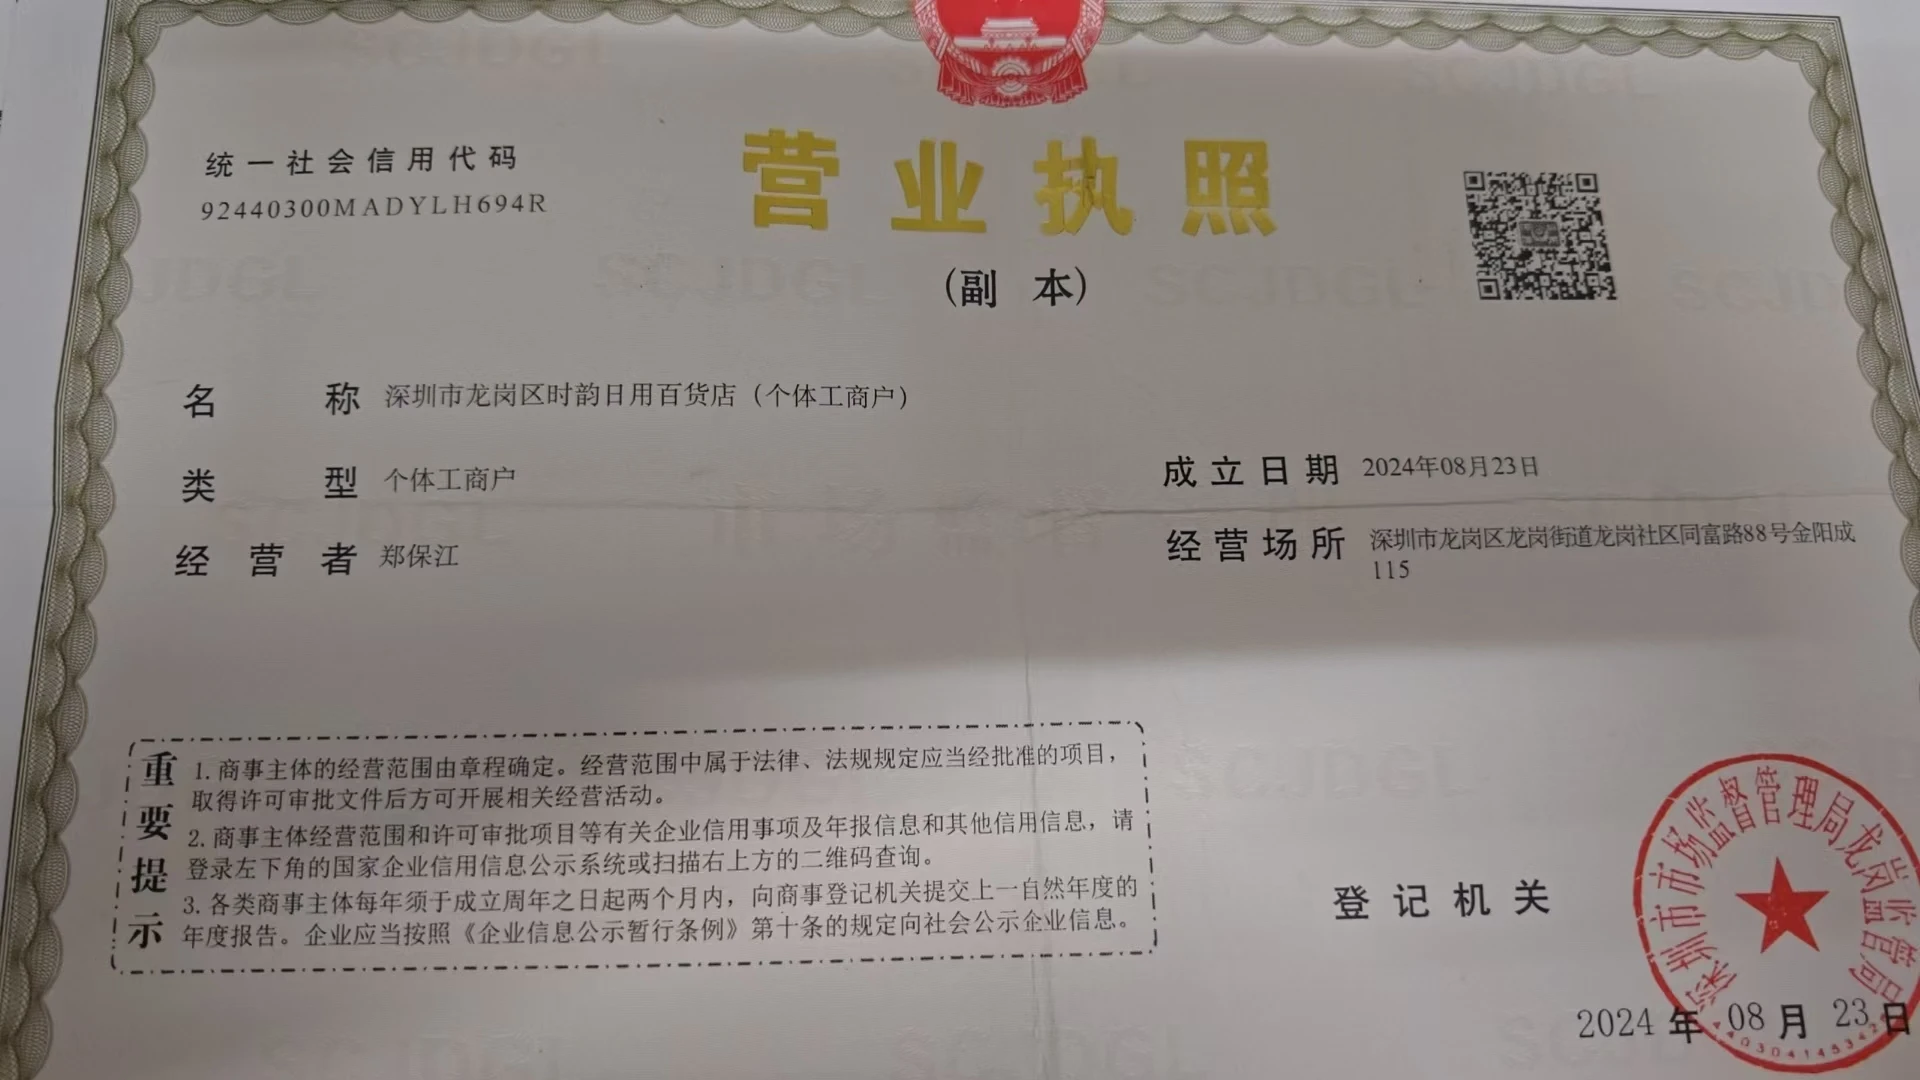 统一社会信用代码
92440300MADYLH694R
营业执照
(副 本)
名 称 深圳市龙岗区时韵日用百货店（个体工商户）
类 型 个体工商户
经 营 者 郑保江
成立日期 2024年08月23日
经营场所 深圳市龙岗区龙岗街道龙岗社区同富路88号金阳成
115
重要提示
1. 商事主体的经营范围由章程确定。经营范围中属于法律、法规规定应当经批准的项目，
取得许可审批文件后方可开展相关经营活动。
2. 商事主体经营范围和许可审批项目等有关企业信用事项及年报信息和其他信用信息，请
登录左下角的国家企业信用信息公示系统或扫描右上方的二维码查询。
3. 各类商事主体每年须于成立周年之日起两个月内，向商事登记机关提交上一自然年度的
年度报告。企业应当按照《企业信息公示暂行条例》第十条的规定向社会公示企业信息。
登记机关
深圳市市场监督管理局龙岗监管局
2024 年 08 月 23 日
SCJDGL